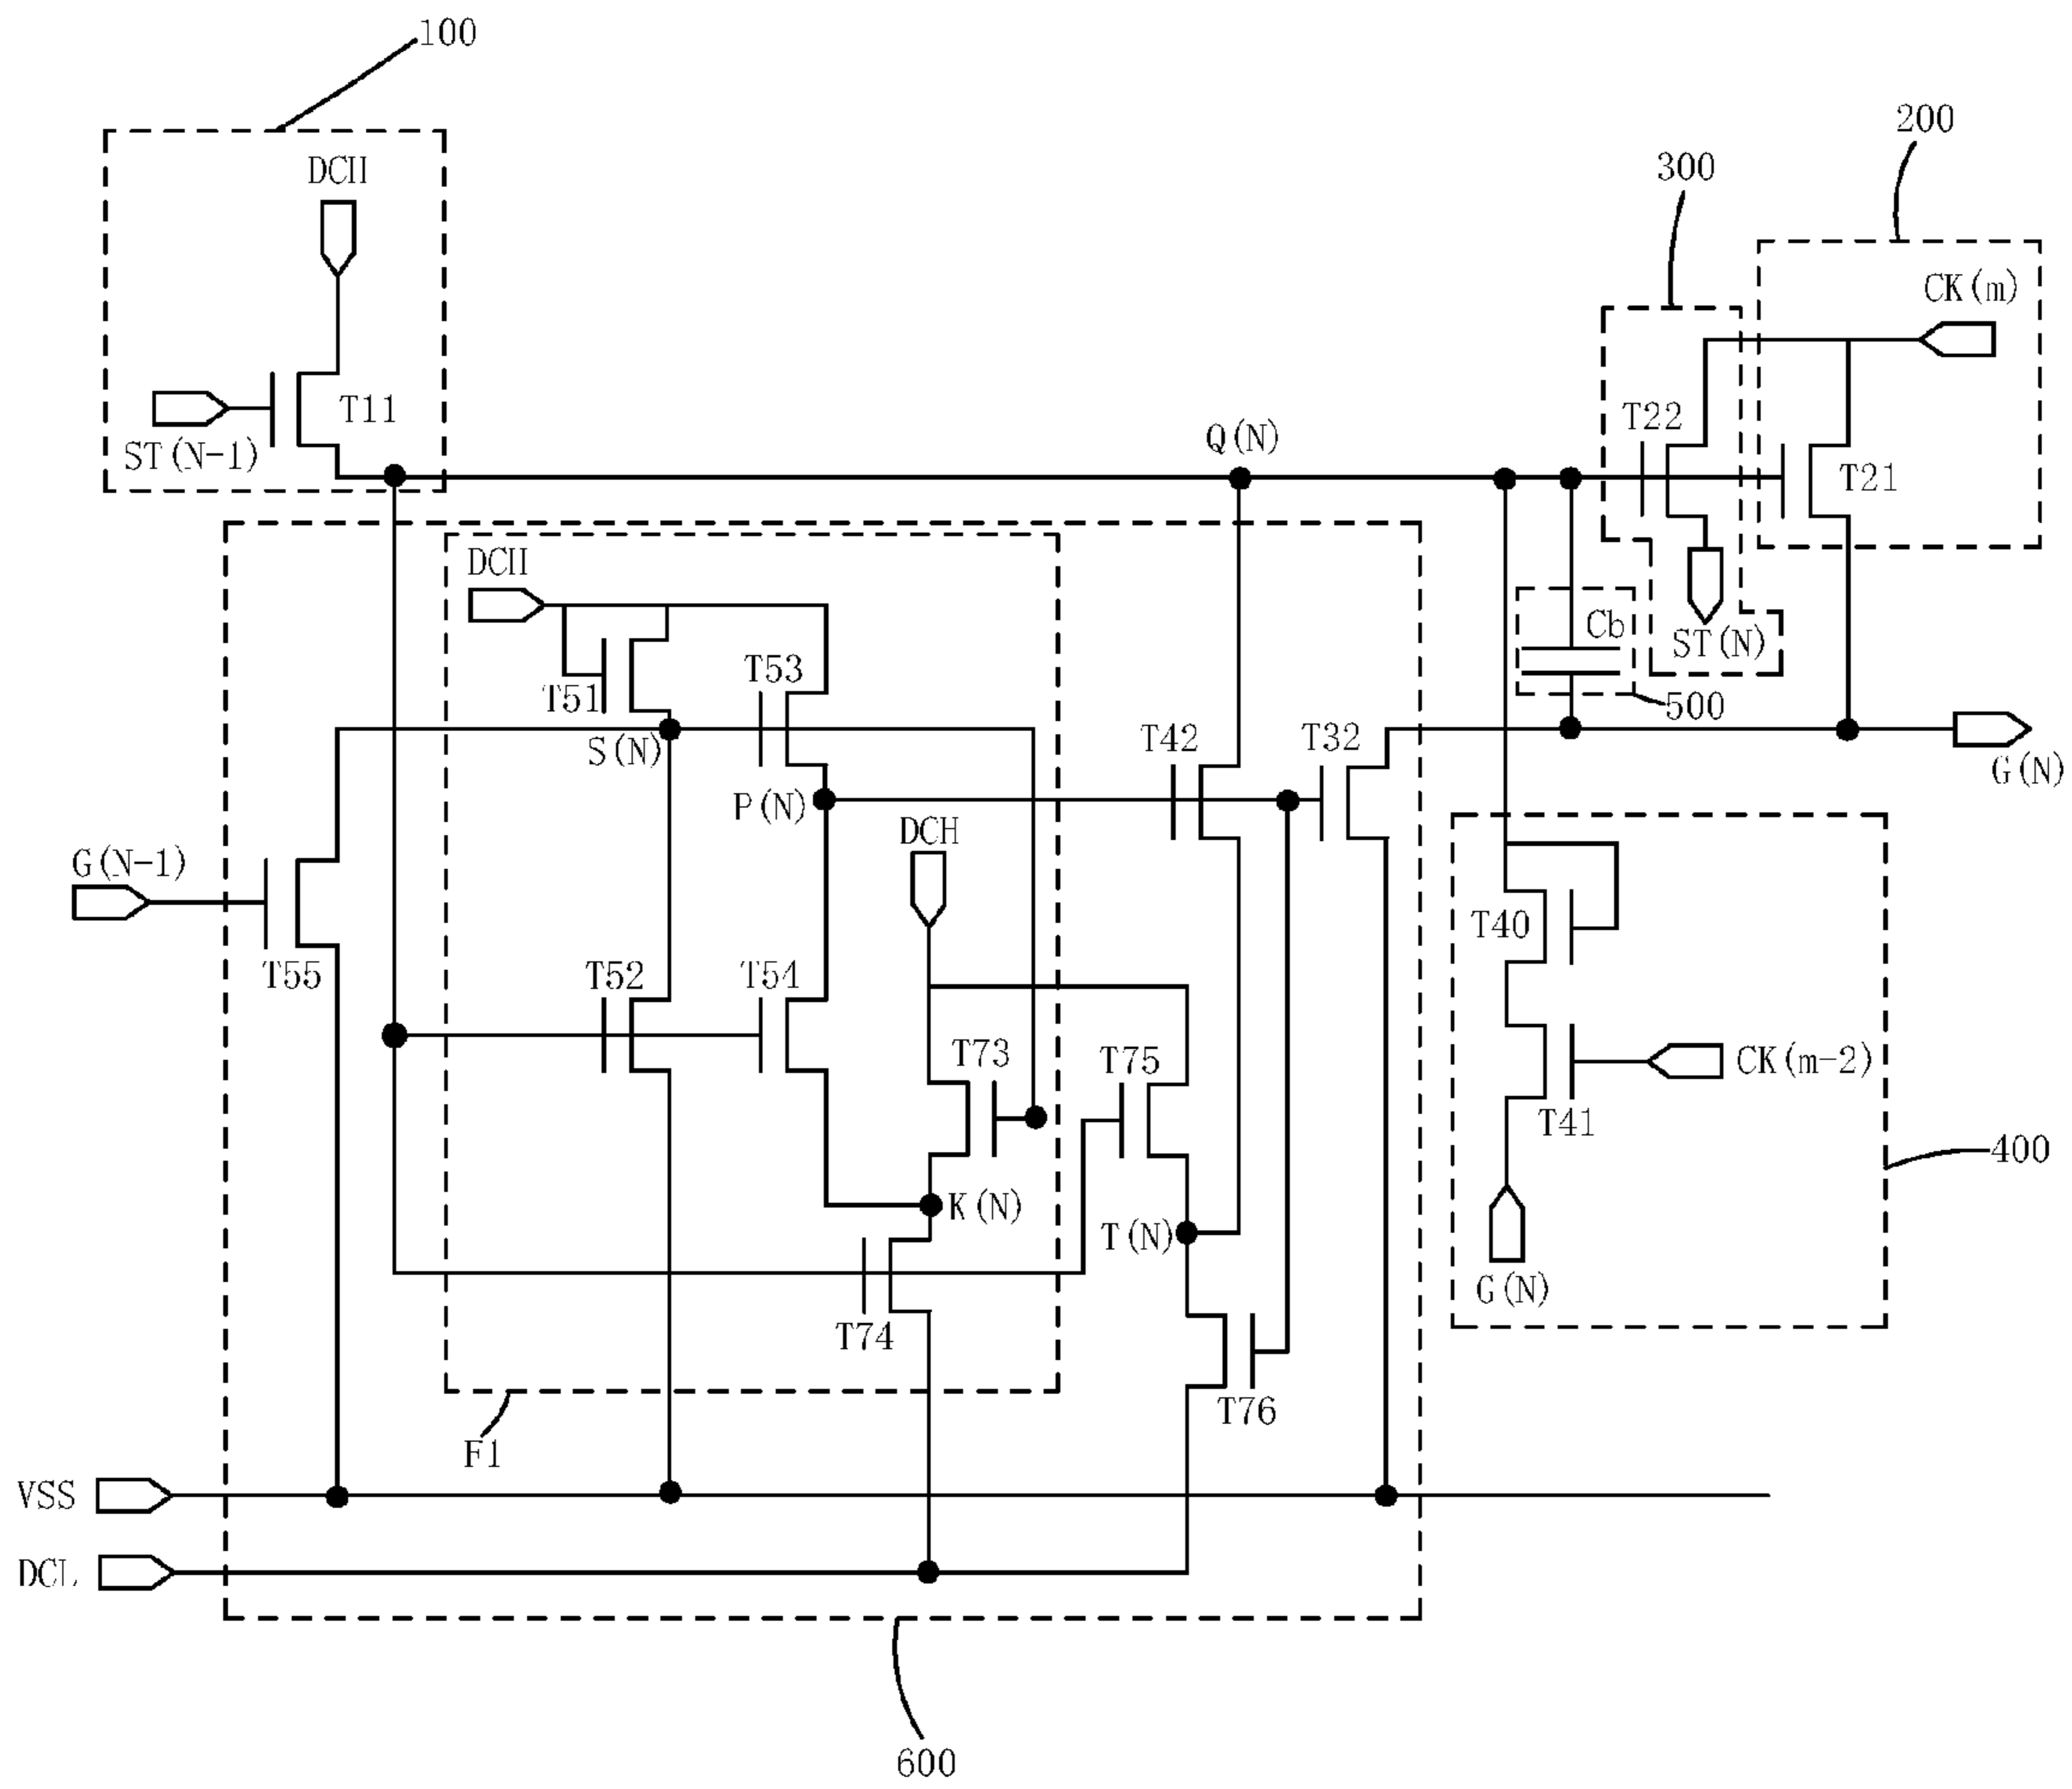 100
DCH
200
300
CK(m)
T11
T22
ST(N-1)
Q(N)
T21
DCH
Cb
ST(N)
T53
T51
500
S(N)
T42
T32
G(N)
P(N)
DCH
G(N-1)
T40
T55
T52
T54
T73
T75
CK(m-2)
T41
400
K(N)
T(N)
G(N)
T74
T76
F1
VSS
DCL
600